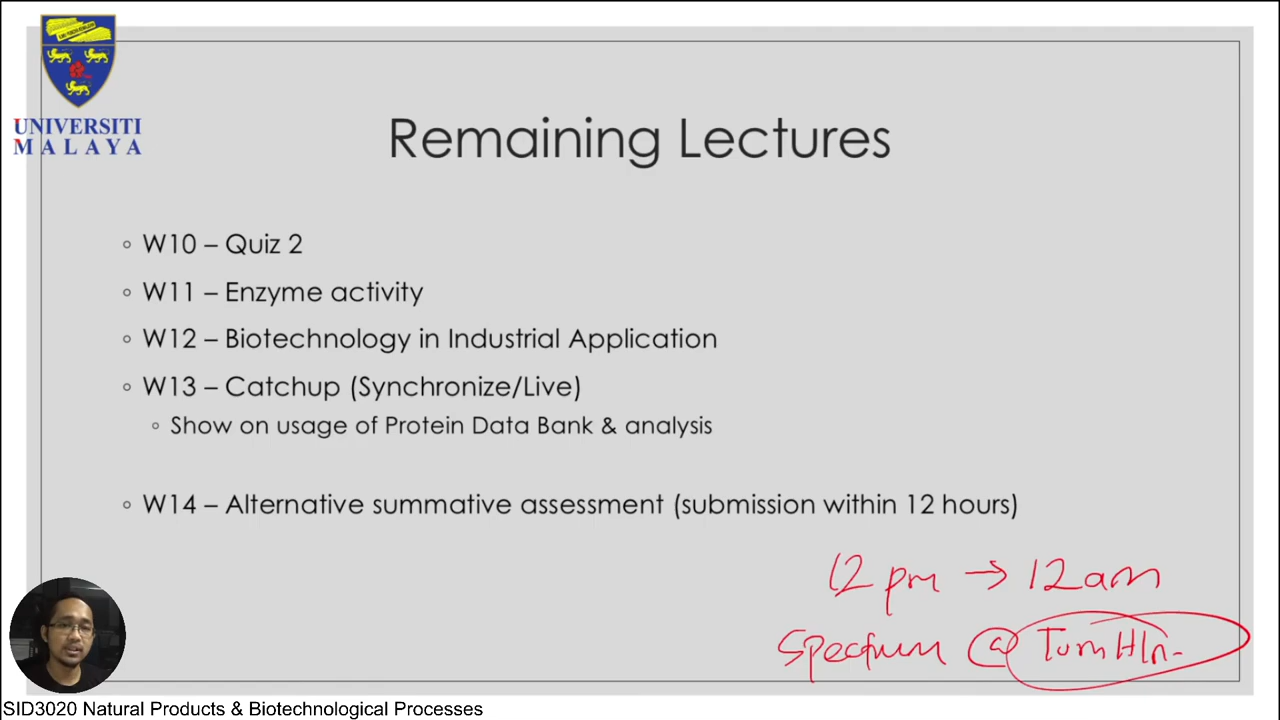 UNIVERSITI
MALAYA
Remaining Lectures
W10 – Quiz 2
W11 – Enzyme activity
W12 – Biotechnology in Industrial Application
W13 – Catchup (Synchronize/Live)
Show on usage of Protein Data Bank & analysis
W14 – Alternative summative assessment (submission within 12 hours)
12 pm → 12 am
Spectrum @
SID3020 Natural Products & Biotechnological Processes